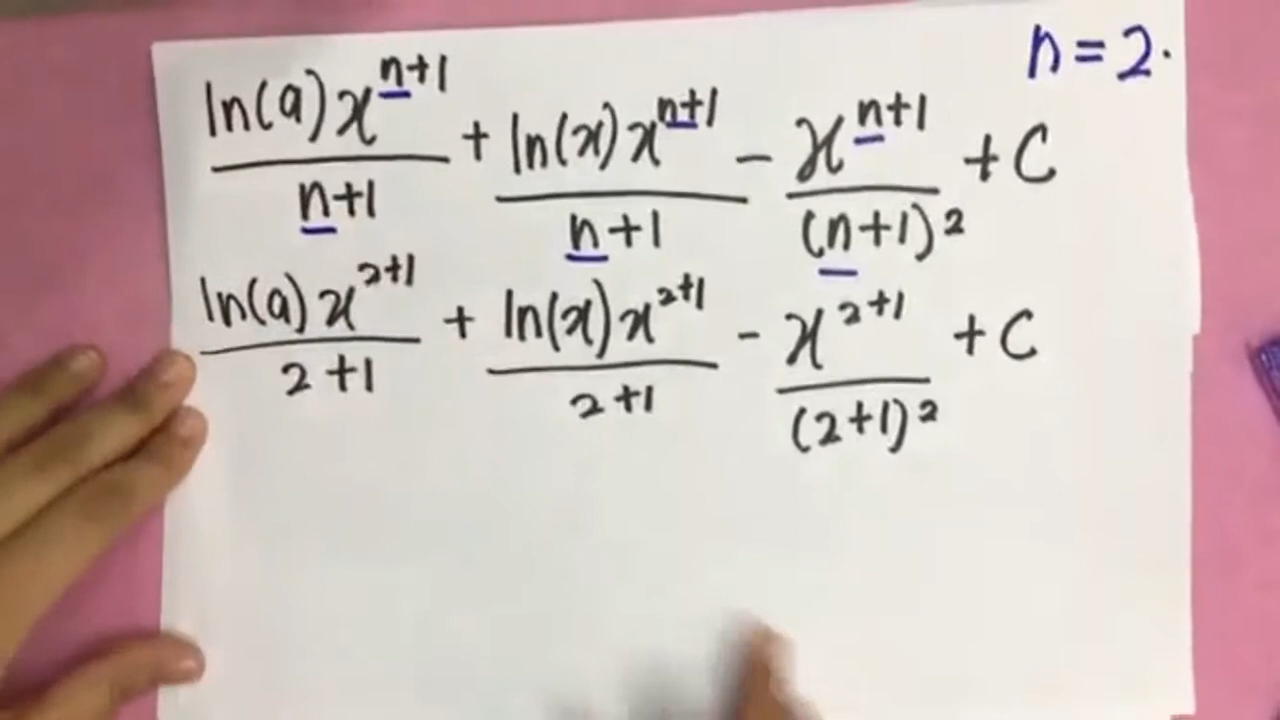 n = 2.
ln(a)x^(n+1)/(n+1) + ln(x)x^(n+1)/(n+1) - x^(n+1)/(n+1)² + C
ln(a)x^(2+1)/(2+1) + ln(x)x^(2+1)/(2+1) - x^(2+1)/(2+1)² + C